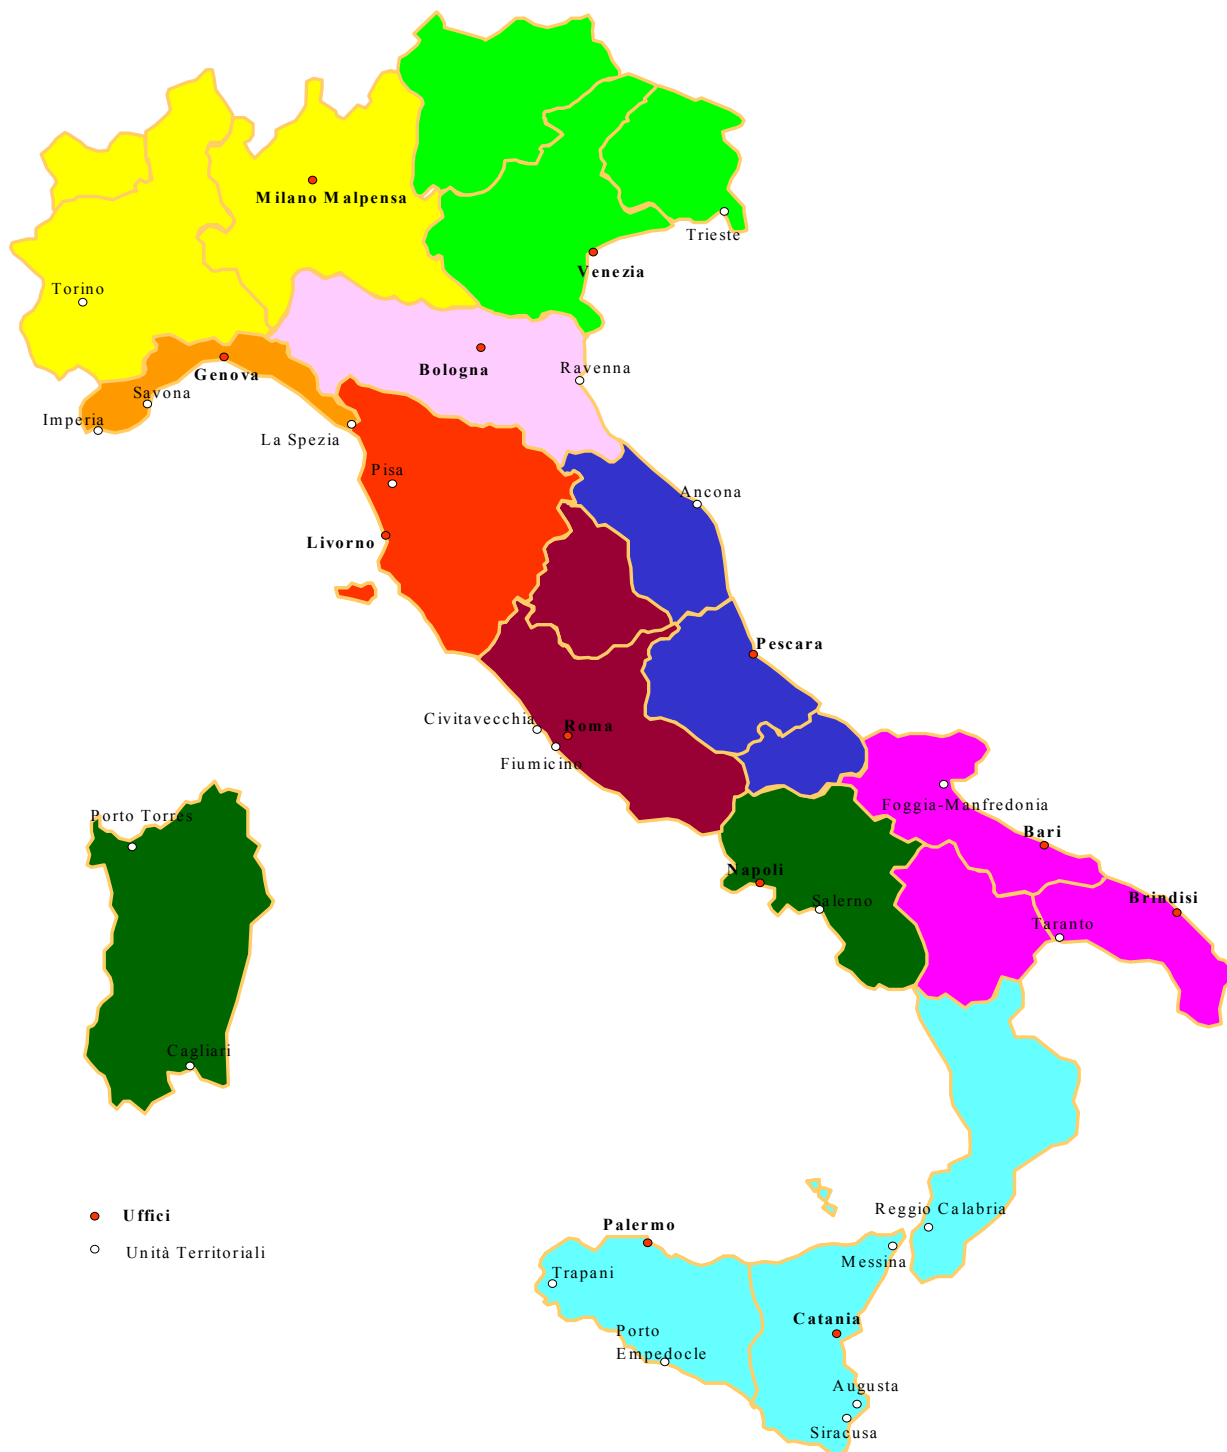 Milano Malpensa
Trieste
Venezia
Torino
Bologna
Ravenna
Genova
Savona
Imperia
La Spezia
Pisa
Ancona
Livorno
Pescara
Civitavecchia
Roma
Fiumicino
Foggia-Manfredonia
Porto Torres
Bari
Napoli
Salerno
Brindisi
Taranto
Cagliari
Reggio Calabria
Uffici
Palermo
Unità Territoriali
Messina
Trapani
Catania
Porto
Empedocle
Augusta
Siracusa